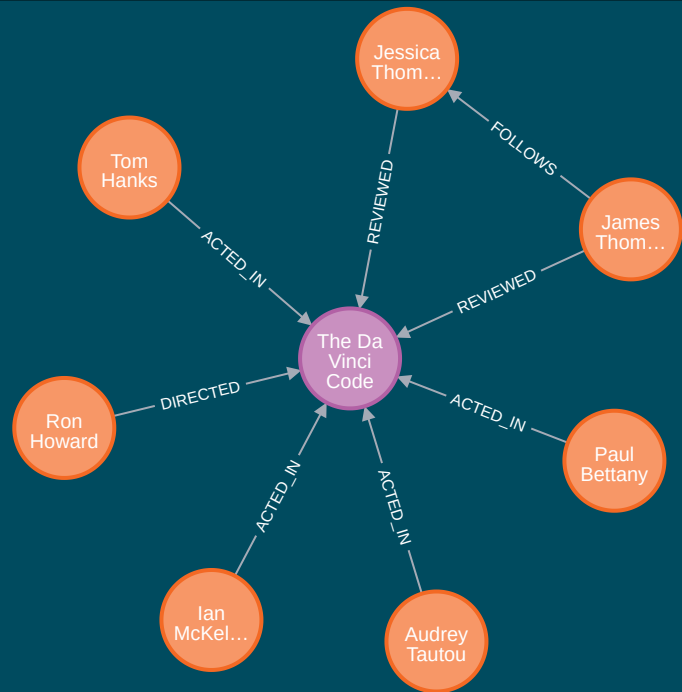 Jessica
Thom…
FOLLOWS
Tom
Hanks
REVIEWED
James
Thom…
ACTED_IN
REVIEWED
The Da
Vinci
Code
DIRECTED
ACTED_IN
Ron
Howard
Paul
Bettany
ACTED_IN
ACTED_IN
Ian
McKel…
Audrey
Tautou